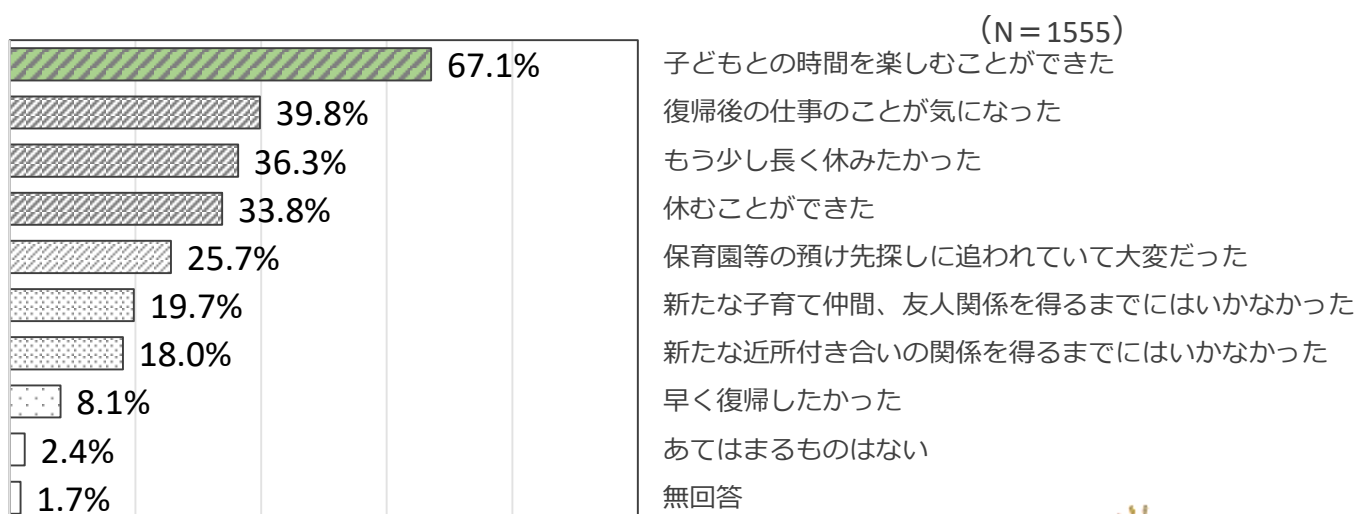 （N＝1555）
67.1% 子どもとの時間を楽しむことができた
39.8% 復帰後の仕事のことが気になった
36.3% もう少し長く休みたかった
33.8% 休むことができた
25.7% 保育園等の預け先探しに追われていて大変だった
19.7% 新たな子育て仲間、友人関係を得るまでにはいかなかった
18.0% 新たな近所付き合いの関係を得るまでにはいかなかった
8.1% 早く復帰したかった
2.4% あてはまるものはない
1.7% 無回答